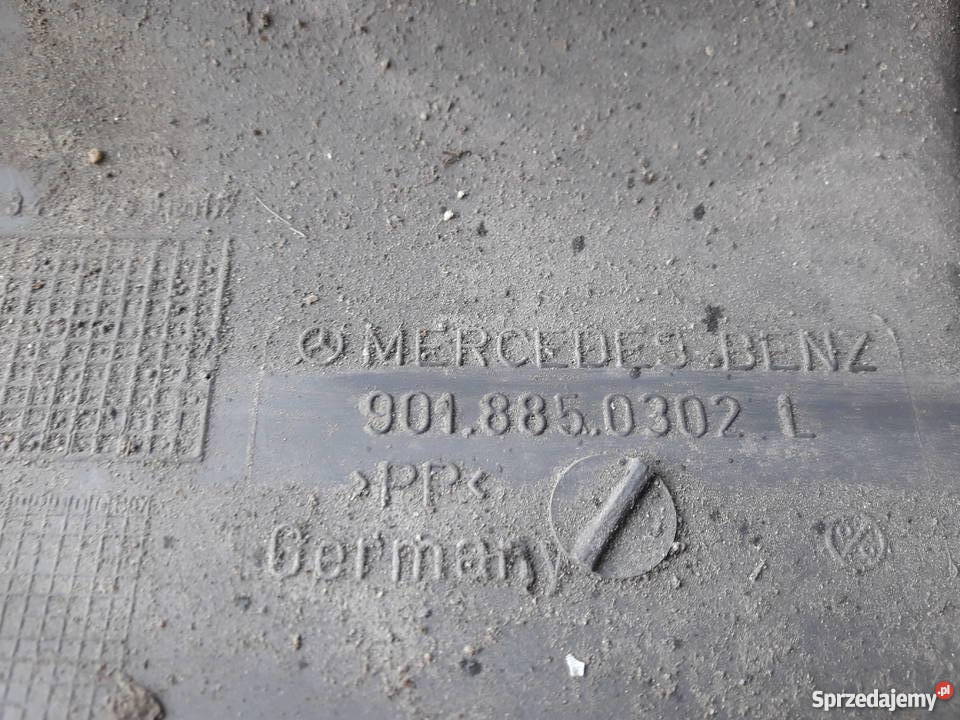 MERCEDES-BENZ
901.885.0302 L
>PP<
Germany
Sprzedajemy.pl